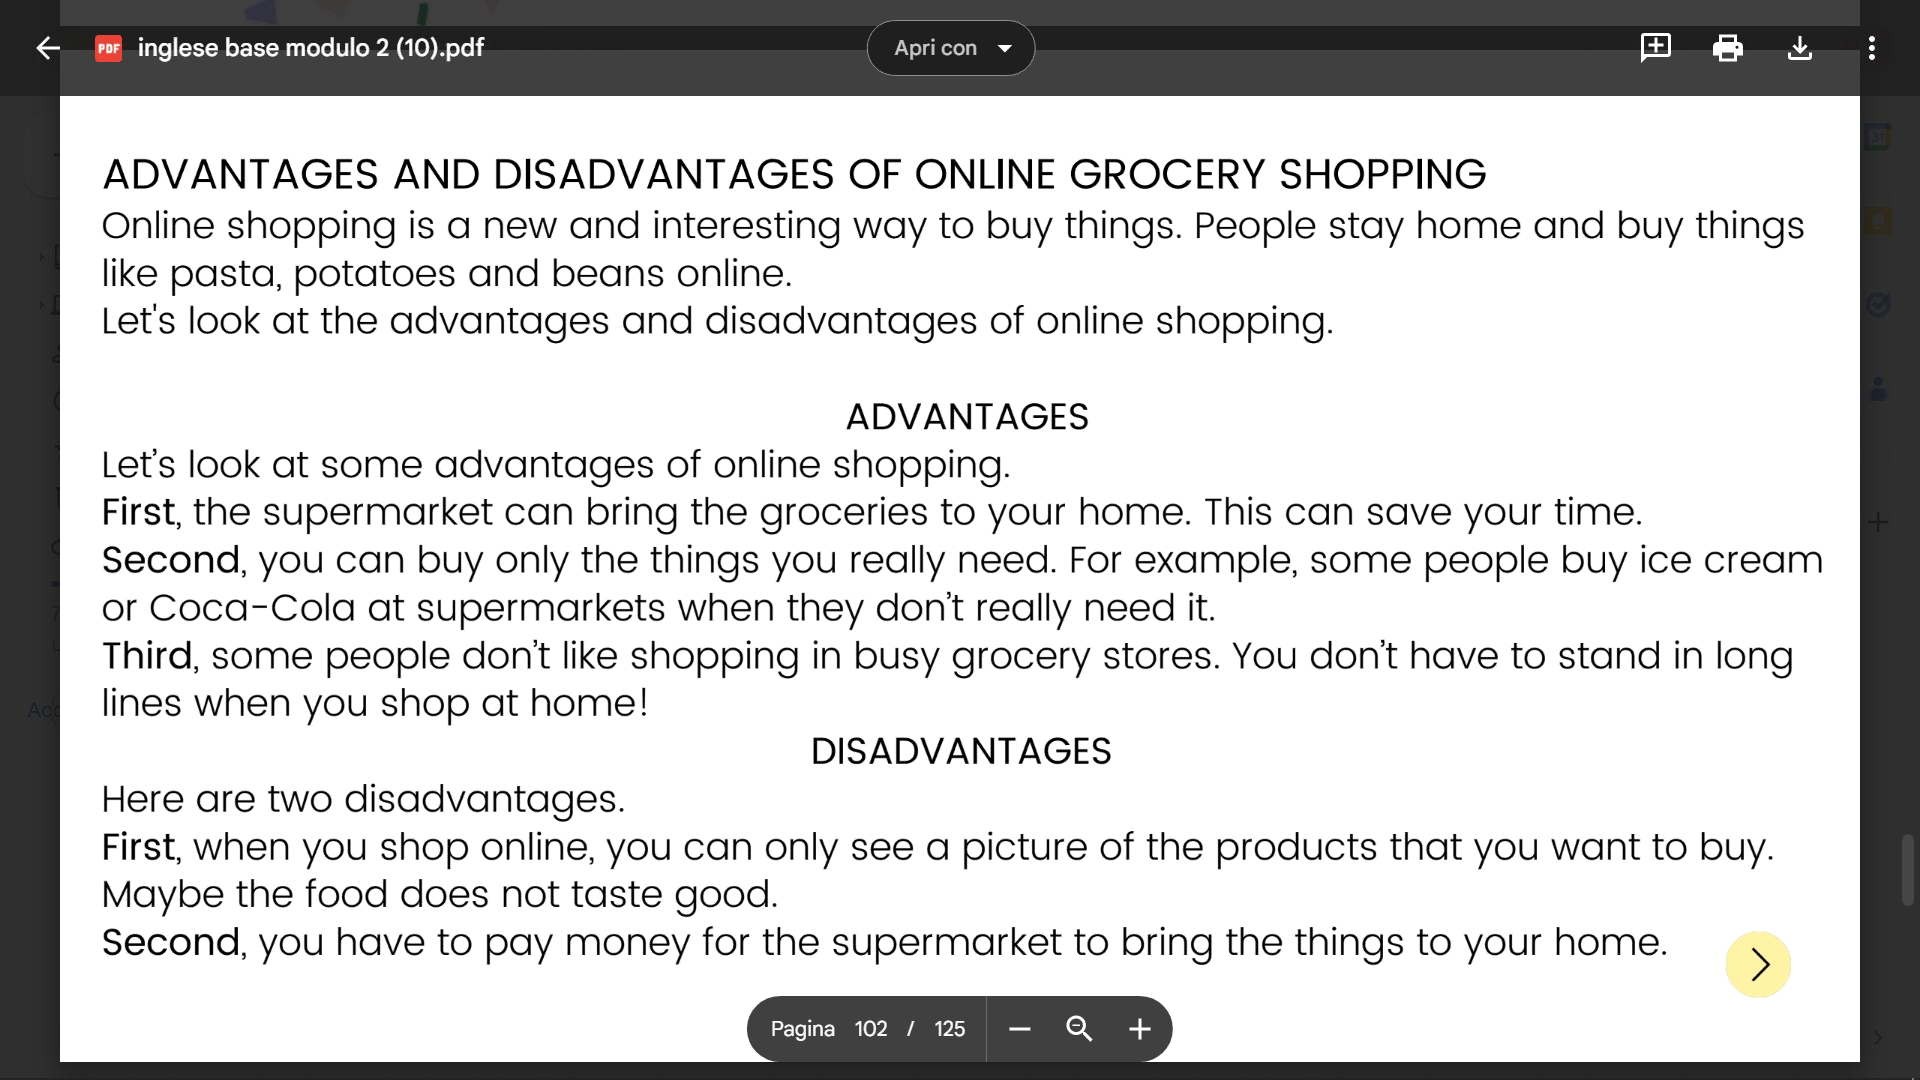 PDF inglese base modulo 2 (10).pdf
Apri con
ADVANTAGES AND DISADVANTAGES OF ONLINE GROCERY SHOPPING
Online shopping is a new and interesting way to buy things. People stay home and buy things
like pasta, potatoes and beans online.
Let's look at the advantages and disadvantages of online shopping.
ADVANTAGES
Let’s look at some advantages of online shopping.
First, the supermarket can bring the groceries to your home. This can save your time.
Second, you can buy only the things you really need. For example, some people buy ice cream
or Coca-Cola at supermarkets when they don’t really need it.
Third, some people don’t like shopping in busy grocery stores. You don’t have to stand in long
lines when you shop at home!
DISADVANTAGES
Here are two disadvantages.
First, when you shop online, you can only see a picture of the products that you want to buy.
Maybe the food does not taste good.
Second, you have to pay money for the supermarket to bring the things to your home.
Pagina 102 / 125